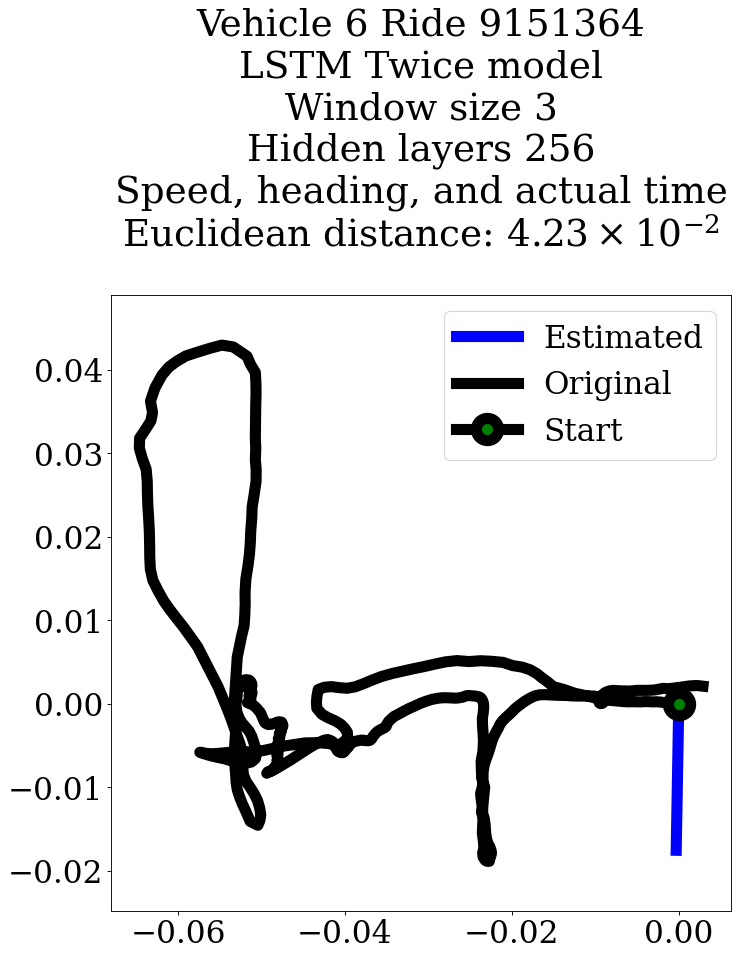 Vehicle 6 Ride 9151364
LSTM Twice model
Window size 3
Hidden layers 256
Speed, heading, and actual time
Euclidean distance: 4.23 × 10⁻²
Estimated
Original
Start
0.04
0.03
0.02
0.01
0.00
−0.01
−0.02
−0.06 −0.04 −0.02 0.00